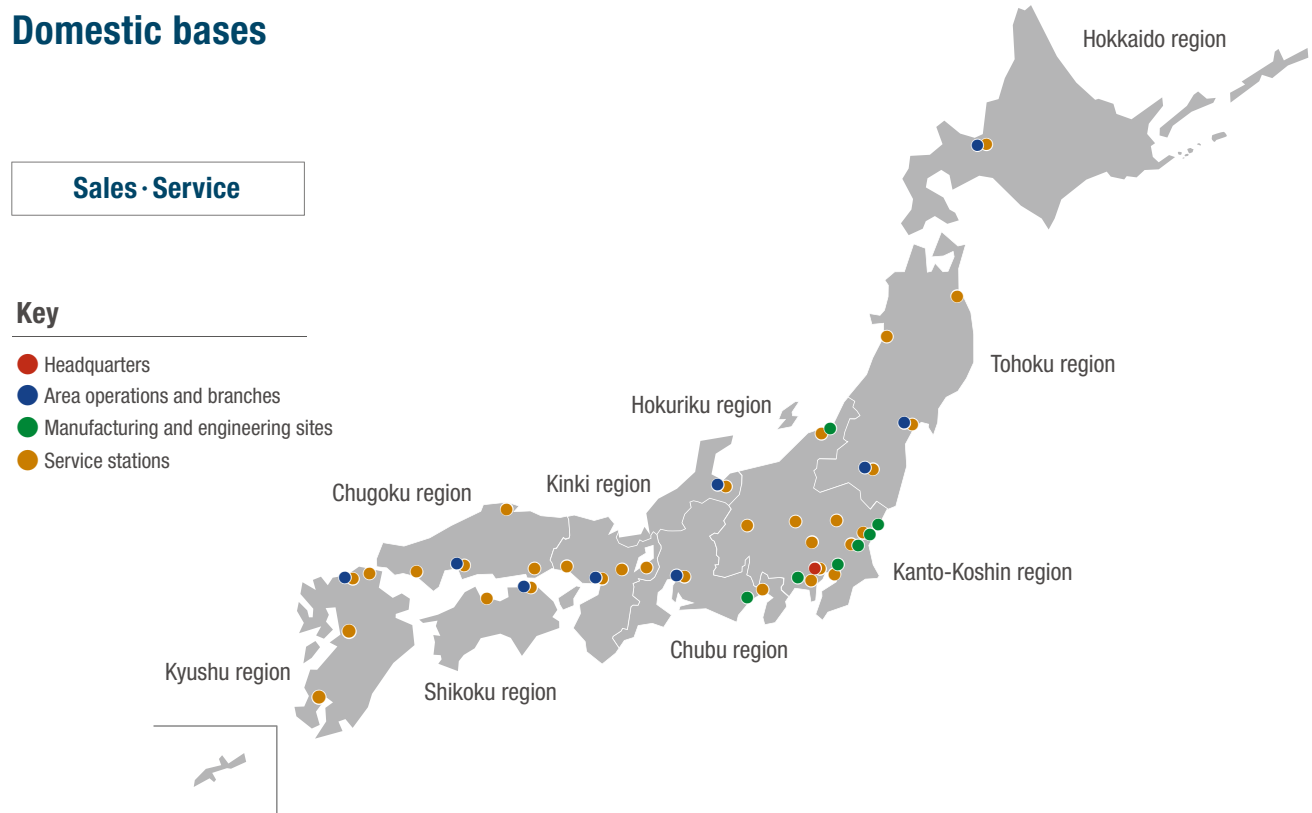 Domestic bases
Sales · Service
Key
Headquarters
Area operations and branches
Manufacturing and engineering sites
Service stations
Hokkaido region
Tohoku region
Hokuriku region
Kinki region
Chugoku region
Kanto-Koshin region
Chubu region
Kyushu region
Shikoku region